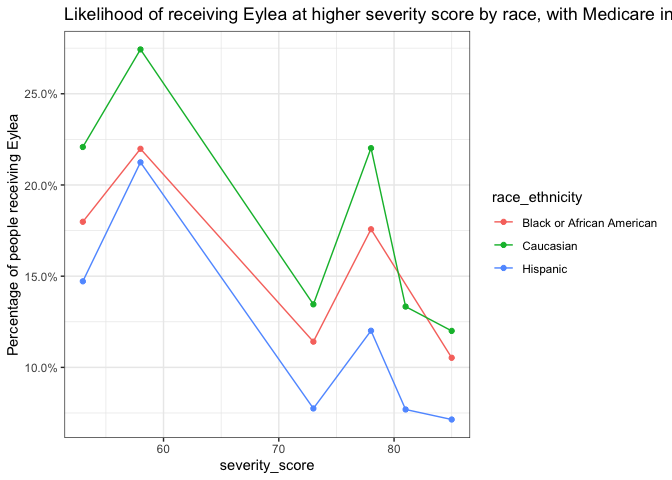 Likelihood of receiving Eylea at higher severity score by race, with Medicare in
Percentage of people receiving Eylea
25.0%
20.0%
15.0%
10.0%
60
70
80
severity_score
race_ethnicity
Black or African American
Caucasian
Hispanic